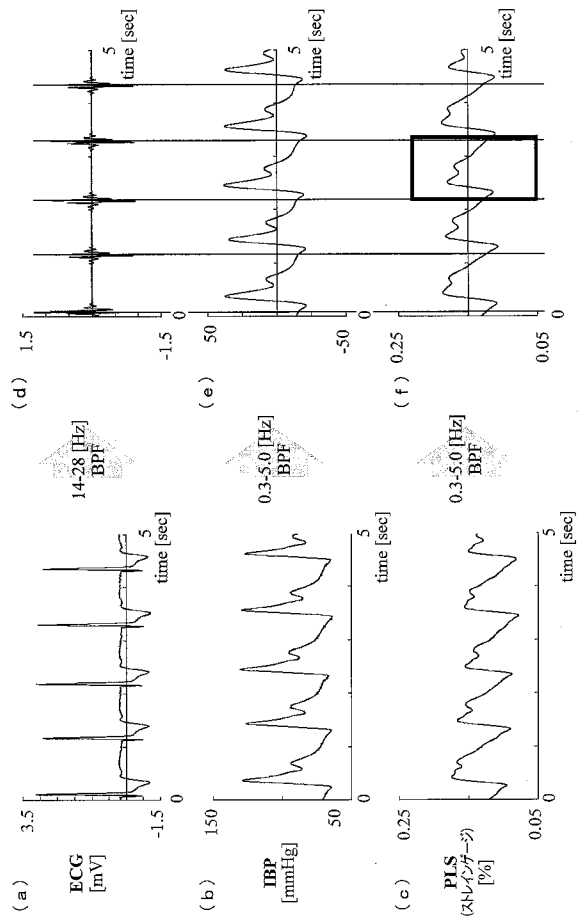 (a)
ECG
[mV]
3.5
-1.5
0
5
time [sec]
14-28 [Hz]
BPF
(d)
1.5
-1.5
0
5
time [sec]
(b)
IBP
[mmHg]
150
50
0
5
time [sec]
0.3-5.0 [Hz]
BPF
(e)
50
-50
0
5
time [sec]
(c)
PLS
(ストレインゲージ)
[%]
0.25
0.05
0
5
time [sec]
0.3-5.0 [Hz]
BPF
(f)
0.25
0.05
0
5
time [sec]